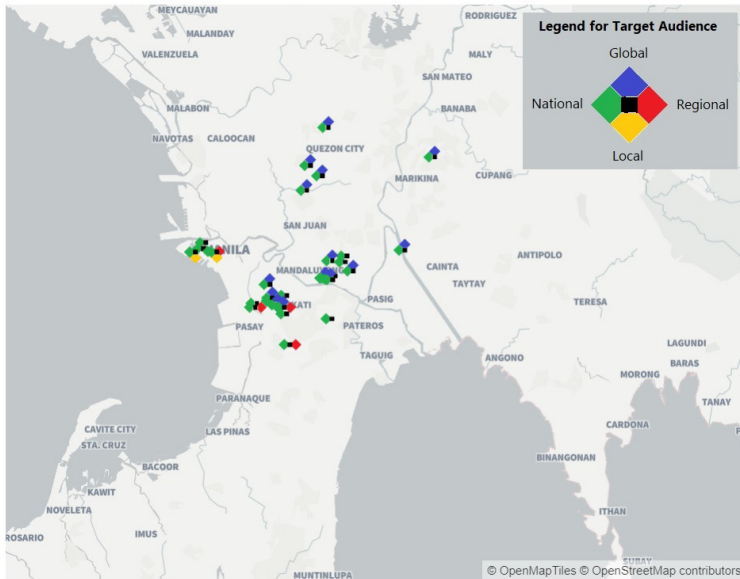 MEYCAUAYAN
RODRIGUEZ
Legend for Target Audience
MALANDAY
Global
VALENZUELA
MALY
SAN MATEO
National
Regional
MALABON
BANABA
NAVOTAS
CALOOCAN
Local
QUEZON CITY
MARIKINA
CUPANG
SAN JUAN
NILA
ANTIPOLO
MANDALUYONG
CAINTA
TAYTAY
PASIG
TERESA
KATI
PASAY
PATEROS
LAGUNDI
TAGUIG
ANGONO
BARAS
MORONG
PARANAQUE
TANAY
CAVITE CITY
CARDONA
LAS PINAS
STA. CRUZ
BINANGONAN
BACOOR
KAWIT
NOVELETA
ITHAN
IMUS
ROSARIO
SUBAY
© OpenMapTiles © OpenStreetMap contributors
MUNTINLUPA